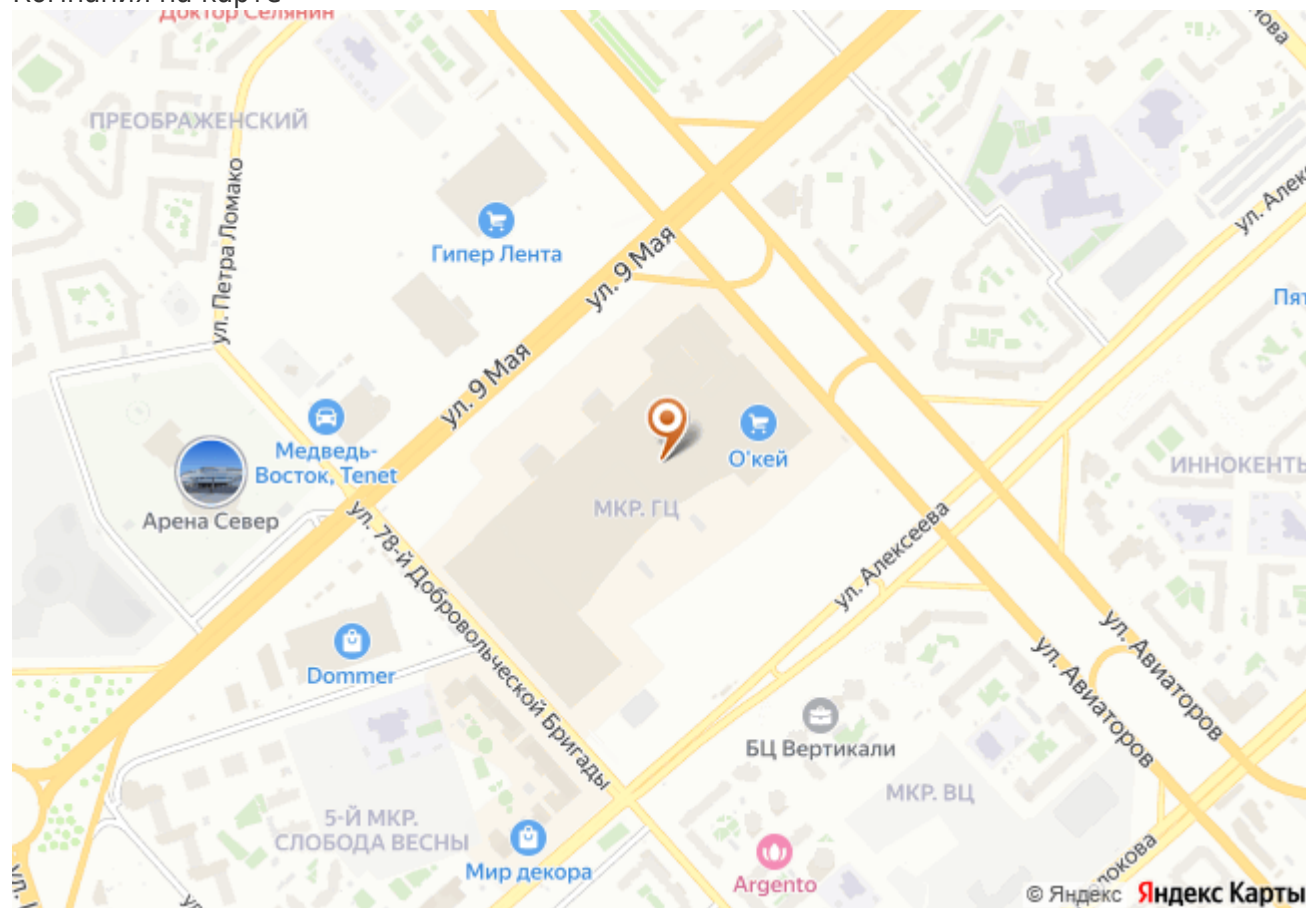 Доктор Селянин
ПРЕОБРАЖЕНСКИЙ
ул. Петра Ломако
Гипер Лента
ул. 9 Мая
ул. 9 Мая
Медведь-
Восток, Tenet
Арена Север
О'кей
МКР. ГЦ
ИННОКЕНТЬ
ул. Алексеева
ул. 78-й Добровольческой Бригады
Dommer
ул. Авиаторов
ул. Авиаторов
БЦ Вертикали
МКР. ВЦ
5-Й МКР.
СЛОБОДА ВЕСНЫ
Мир декора
Argento
© Яндекс Яндекс Карты